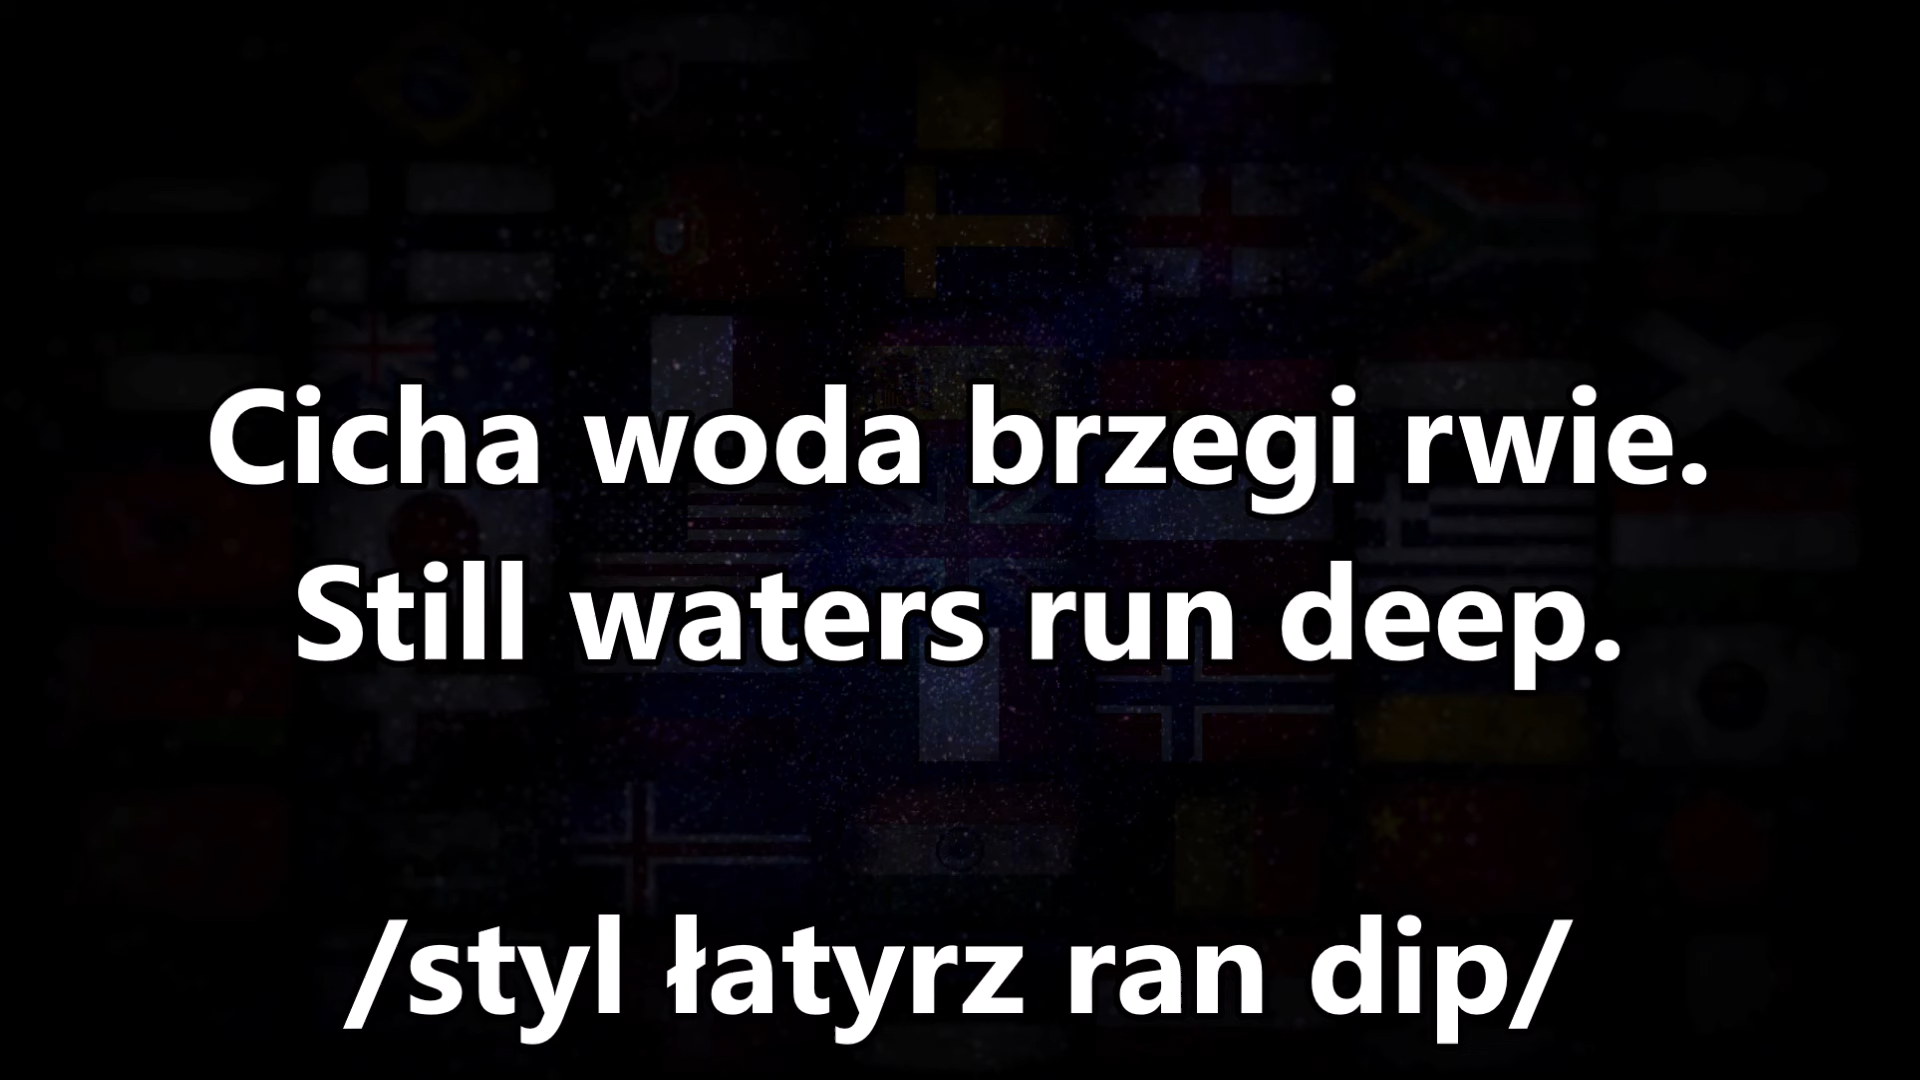 Cicha woda brzegi rwie.
Still waters run deep.
/styl łatyrz ran dip/